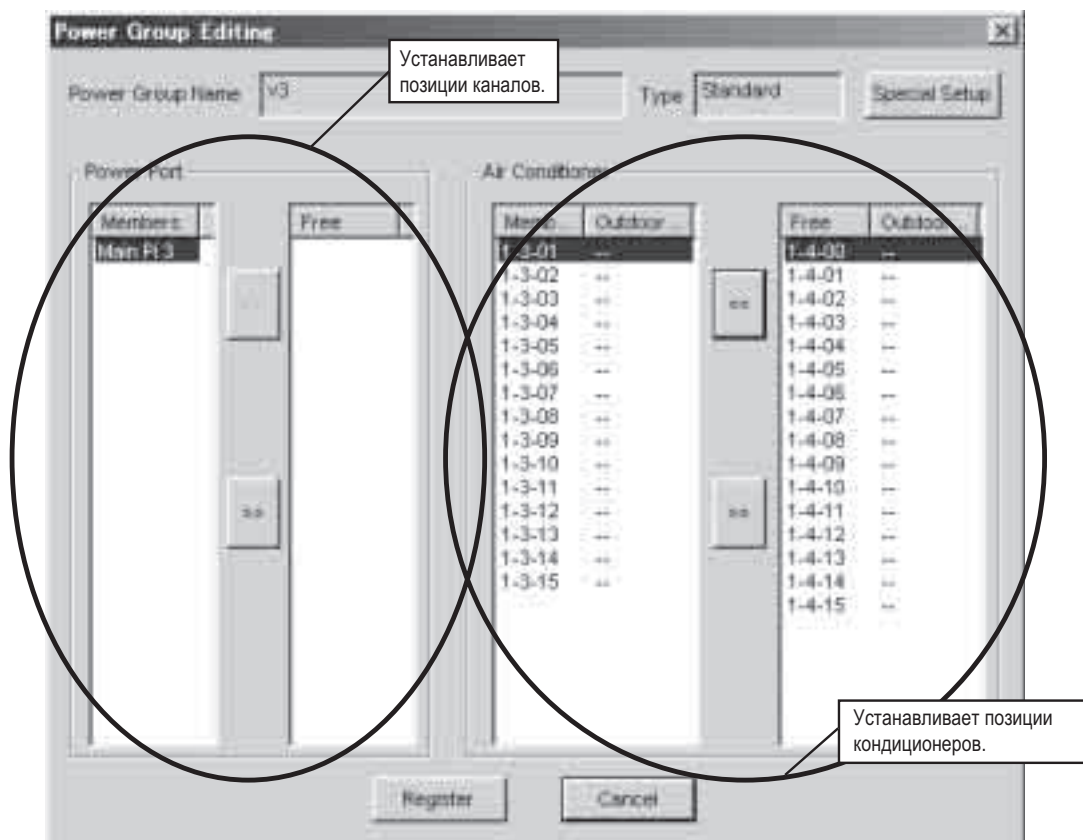 Power Group Editing
Устанавливает
позиции каналов.
Power Group Name v3 Type Standard Special Setup
Power Port Air Conditioner
Members Free Memb... Outdoor... Free Outdoor...
Main Pt 3 1-3-01 -- 1-4-00 --
1-3-02 -- 1-4-01 --
1-3-03 -- << 1-4-02 --
1-3-04 -- 1-4-03 --
1-3-05 -- 1-4-04 --
1-3-06 -- 1-4-05 --
1-3-07 -- 1-4-06 --
1-3-08 -- 1-4-07 --
1-3-09 -- 1-4-08 --
1-3-10 -- 1-4-09 --
1-3-11 -- 1-4-10 --
>> 1-3-12 -- >> 1-4-11 --
1-3-13 -- 1-4-12 --
1-3-14 -- 1-4-13 --
1-3-15 -- 1-4-14 --
1-4-15 --
Устанавливает позиции
кондиционеров.
Register Cancel